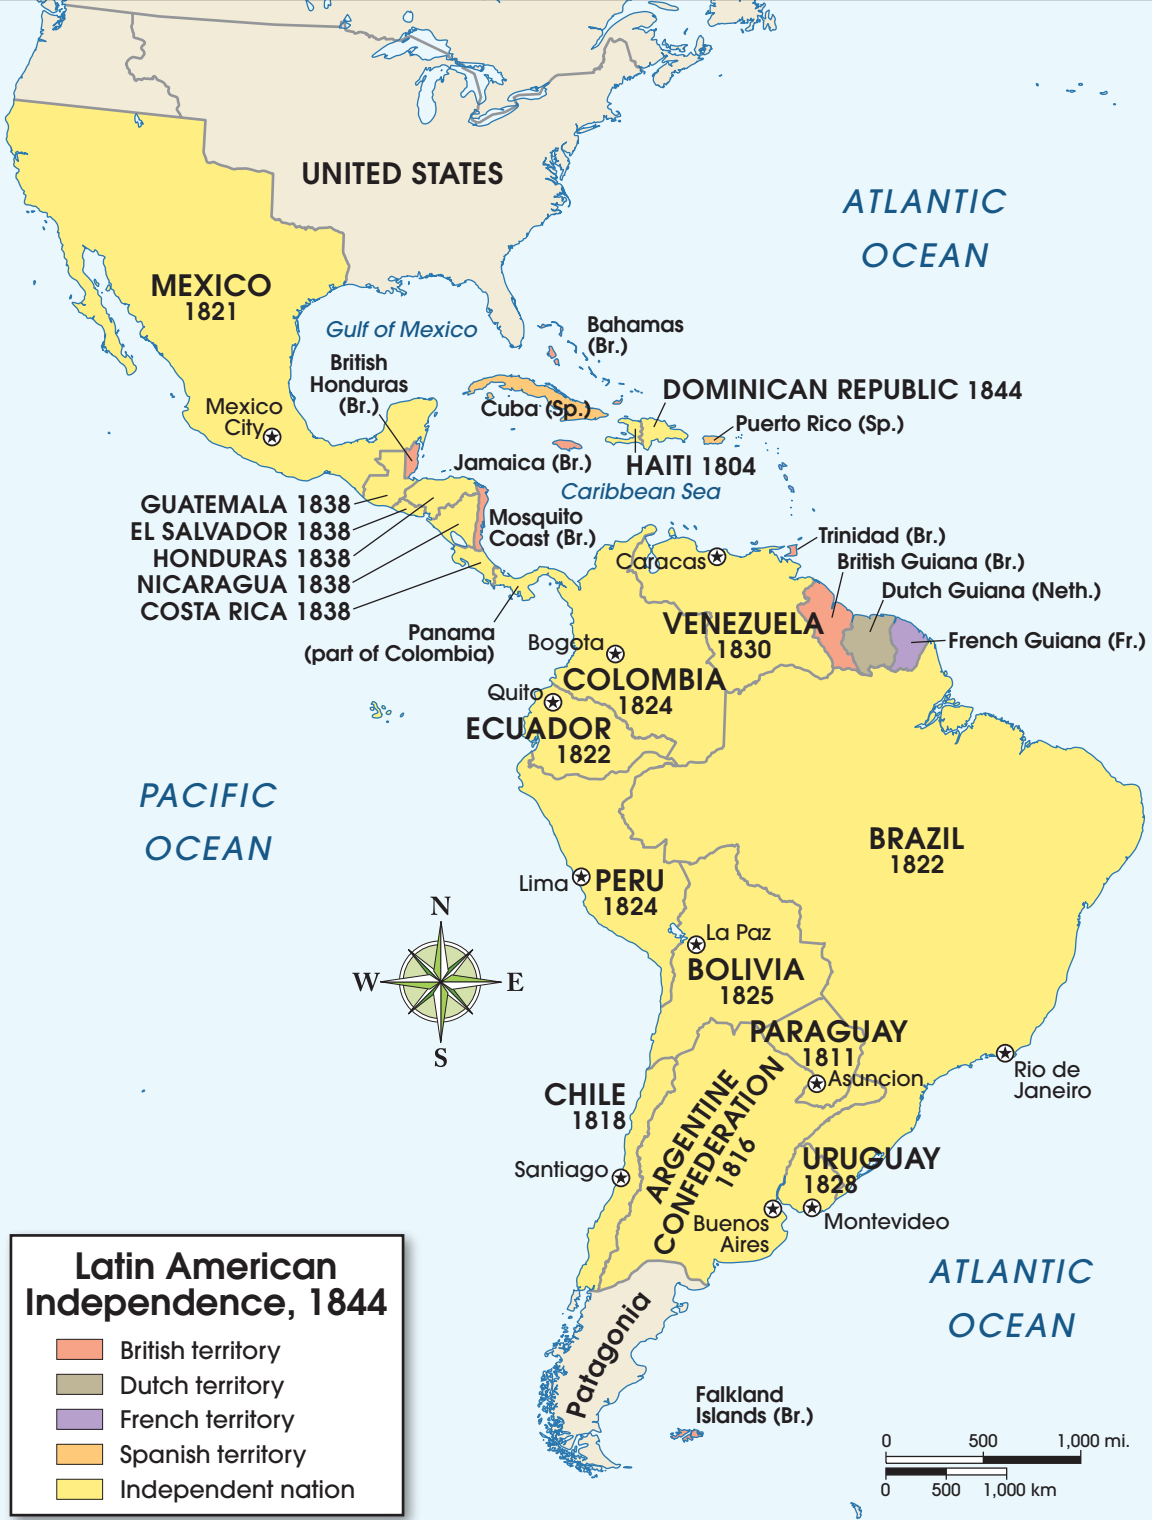 UNITED STATES
ATLANTIC
OCEAN
MEXICO
1821
Gulf of Mexico
Bahamas
(Br.)
British
Honduras
(Br.)
DOMINICAN REPUBLIC 1844
Mexico
City
Cuba (Sp.)
Puerto Rico (Sp.)
Jamaica (Br.)
HAITI 1804
Caribbean Sea
GUATEMALA 1838
EL SALVADOR 1838
HONDURAS 1838
NICARAGUA 1838
COSTA RICA 1838
Mosquito
Coast (Br.)
Trinidad (Br.)
Caracas
British Guiana (Br.)
Dutch Guiana (Neth.)
VENEZUELA
1830
French Guiana (Fr.)
Panama
(part of Colombia)
Bogota
COLOMBIA
1824
Quito
ECUADOR
1822
PACIFIC
OCEAN
BRAZIL
1822
Lima
PERU
1824
N
W
E
S
La Paz
BOLIVIA
1825
PARAGUAY
1811
Asuncion
Rio de
Janeiro
CHILE
1818
ARGENTINE
CONFEDERATION
1816
Santiago
URUGUAY
1828
Buenos
Aires
Montevideo
ATLANTIC
OCEAN
Patagonia
Falkland
Islands (Br.)
Latin American
Independence, 1844
British territory
Dutch territory
French territory
Spanish territory
Independent nation
0 500 1,000 mi.
0 500 1,000 km